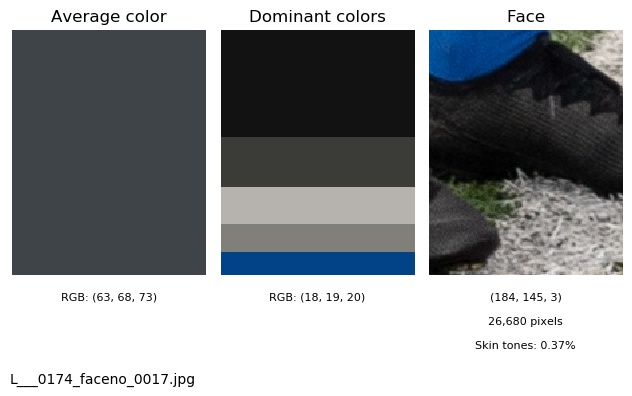 Average color
Dominant colors
Face
RGB: (63, 68, 73)
RGB: (18, 19, 20)
(184, 145, 3)
26,680 pixels
Skin tones: 0.37%
L___0174_faceno_0017.jpg